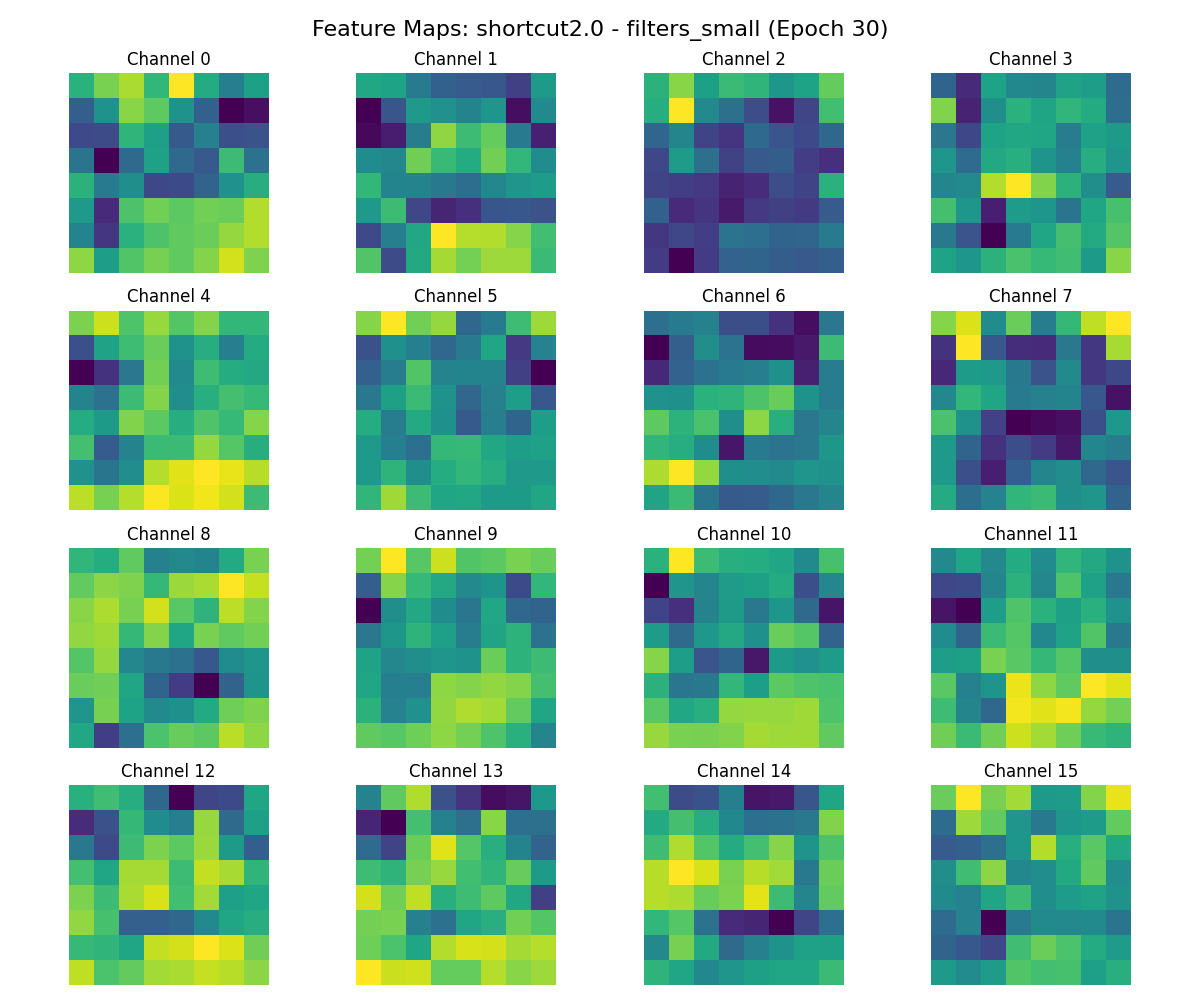 Feature Maps: shortcut2.0 - filters_small (Epoch 30)
Channel 0
Channel 1
Channel 2
Channel 3
Channel 4
Channel 5
Channel 6
Channel 7
Channel 8
Channel 9
Channel 10
Channel 11
Channel 12
Channel 13
Channel 14
Channel 15